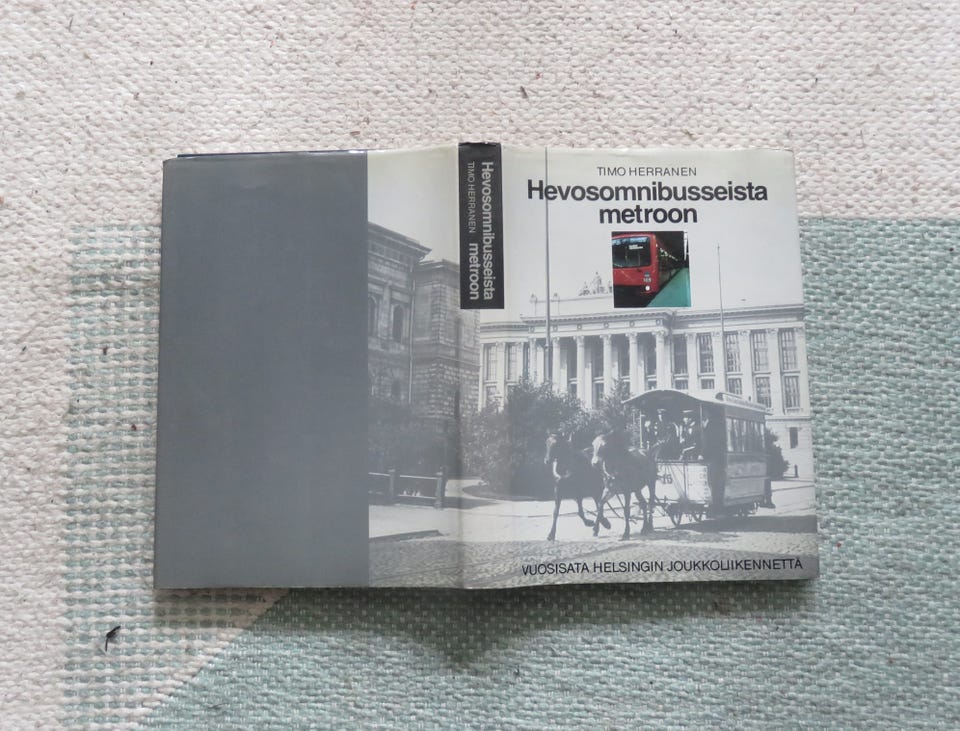 TIMO HERRANEN
Hevosomnibusseista
metroon
VUOSISATA HELSINGIN JOUKKOLIIKENNETTÄ
Hevosomnibusseista metroon
TIMO HERRANEN